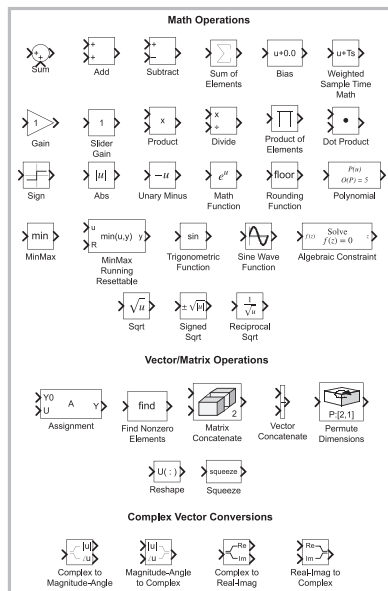 Math Operations
+ + + + u+0.0 u+Ts
+ + −
Sum Add Subtract Sum of Elements Bias Weighted Sample Time Math
1 1 x x ÷ ∏ •
Gain Slider Gain Product Divide Product of Elements Dot Product
|u| −u eᵘ floor P(u) O(P) = 5
Sign Abs Unary Minus Math Function Rounding Function Polynomial
min u R min(u,y) y sin f(z) Solve f(z) = 0 z
MinMax MinMax Running Resettable Trigonometric Function Sine Wave Function Algebraic Constraint
√u ± √|u| 1/√u
Sqrt Signed Sqrt Reciprocal Sqrt
Vector/Matrix Operations
Y0 U A Y find 2 P:[2,1]
Assignment Find Nonzero Elements Matrix Concatenate Vector Concatenate Permute Dimensions
U( : ) squeeze
Reshape Squeeze
Complex Vector Conversions
|u| ∠u |u| ∠u Re Im Re Im
Complex to Magnitude-Angle Magnitude-Angle to Complex Complex to Real-Imag Real-Imag to Complex